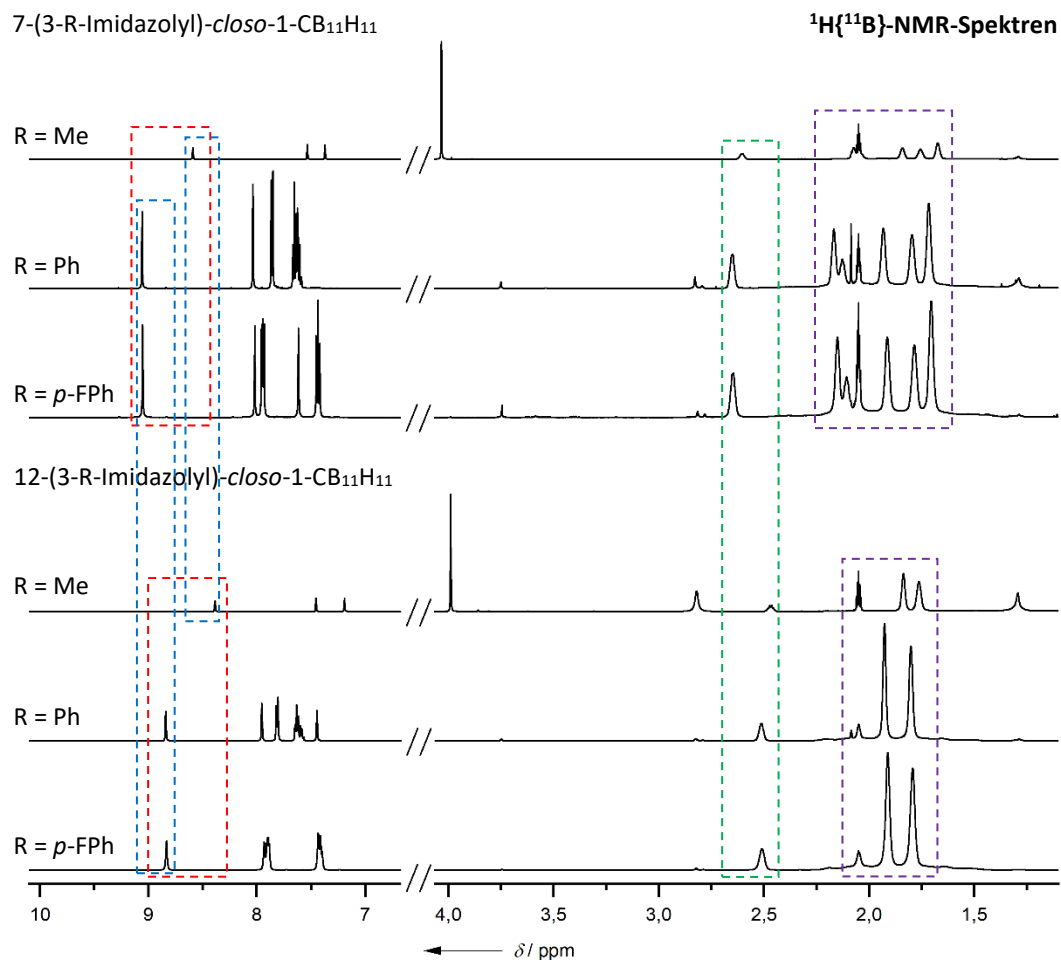 7-(3-R-Imidazolyl)-closo-1-CB₁₁H₁₁
¹H{¹¹B}-NMR-Spektren
R = Me
R = Ph
R = p-FPh
12-(3-R-Imidazolyl)-closo-1-CB₁₁H₁₁
R = Me
R = Ph
R = p-FPh
10 9 8 7 4,0 3,5 3,0 2,5 2,0 1,5
δ / ppm